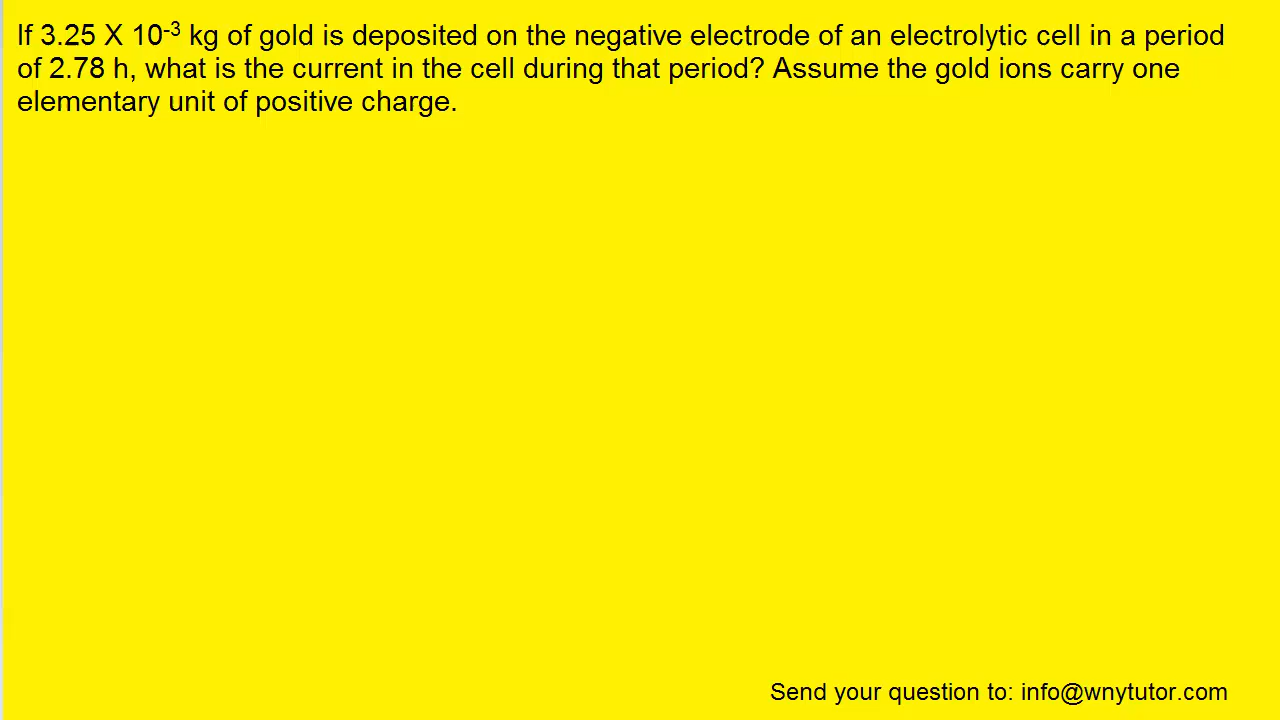 If 3.25 X 10⁻³ kg of gold is deposited on the negative electrode of an electrolytic cell in a period
of 2.78 h, what is the current in the cell during that period? Assume the gold ions carry one
elementary unit of positive charge.
Send your question to: info@wnytutor.com